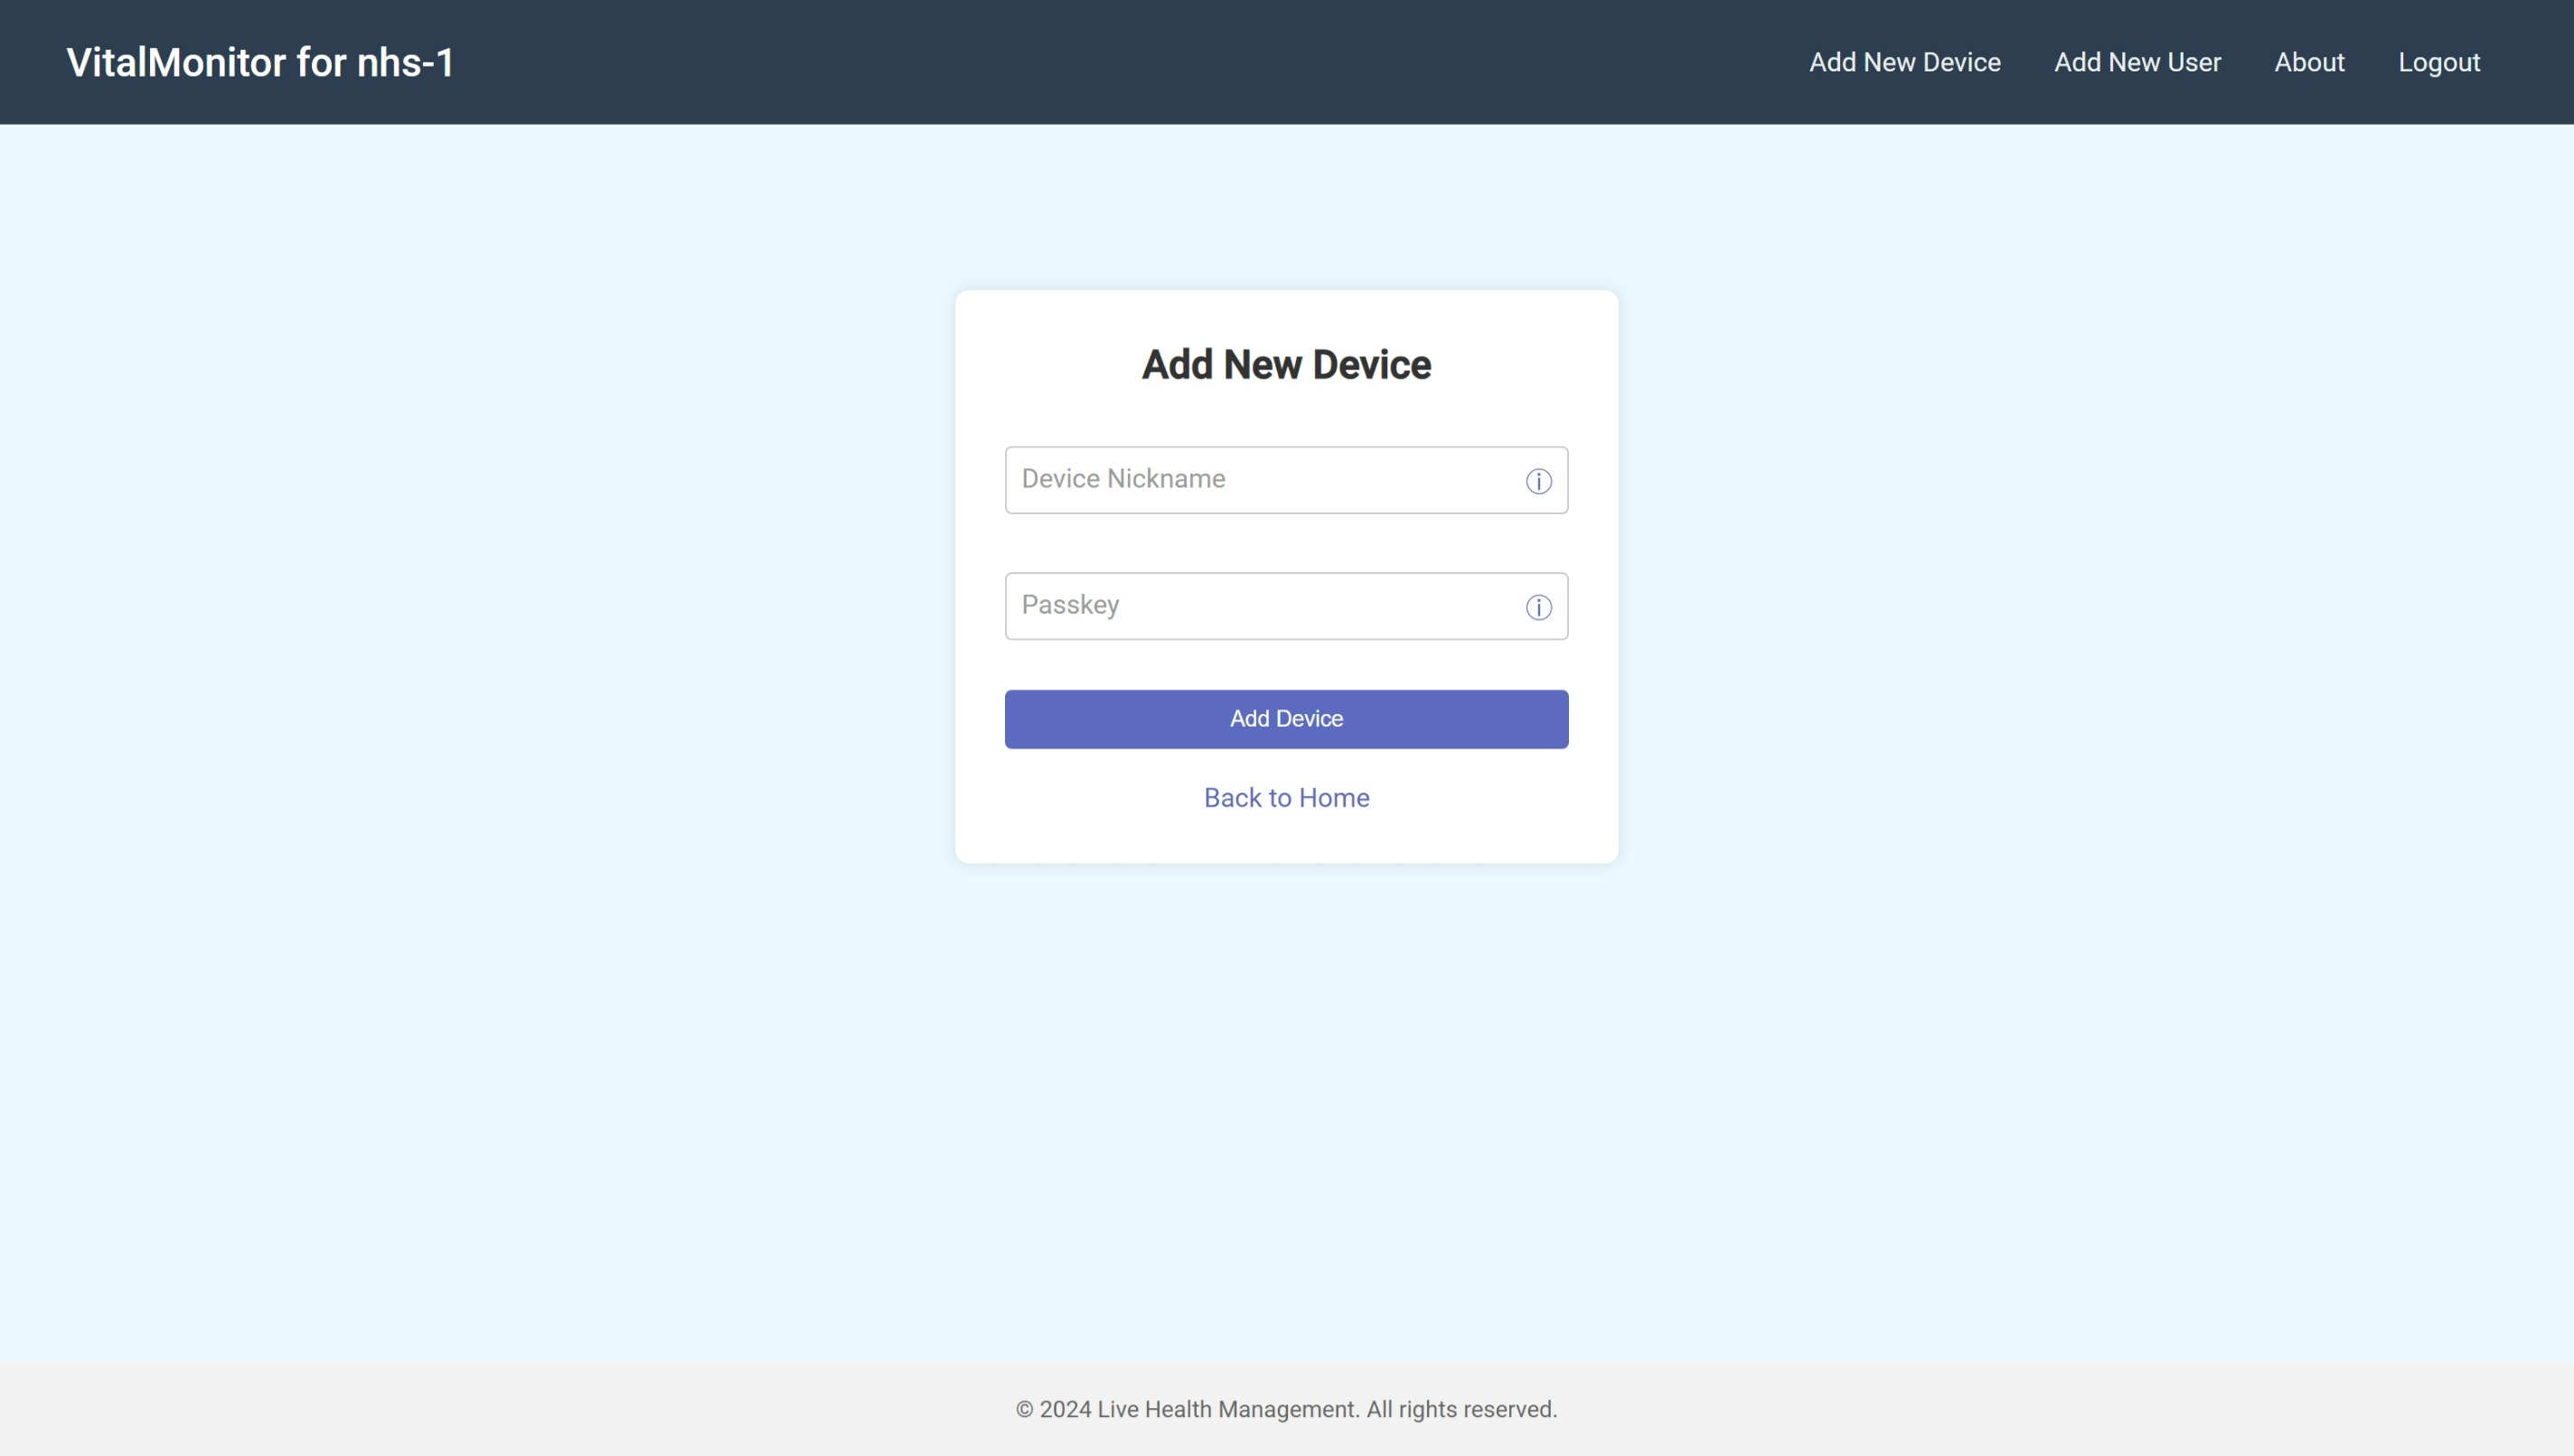 VitalMonitor for nhs-1
Add New Device
Add New User
About
Logout
Add New Device
Device Nickname
Passkey
Add Device
Back to Home
© 2024 Live Health Management. All rights reserved.